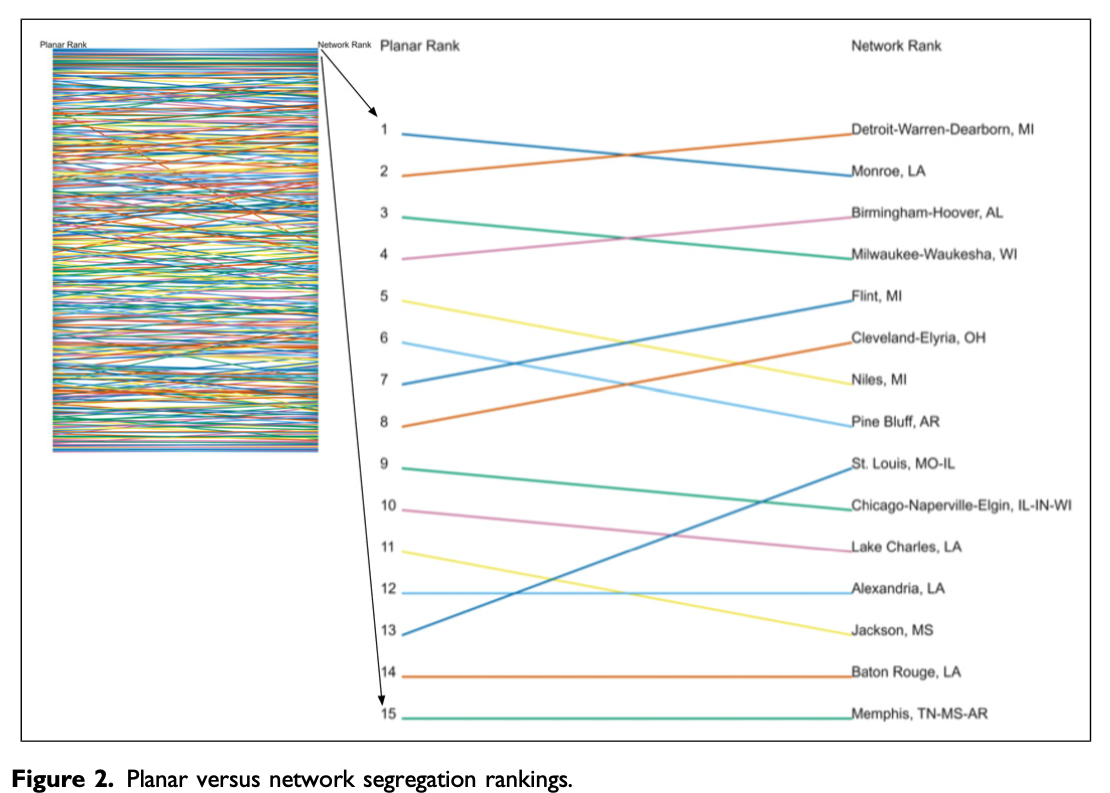 Planar Rank
Network Rank
Planar Rank
Network Rank
1
Detroit-Warren-Dearborn, MI
2
Monroe, LA
3
Birmingham-Hoover, AL
4
Milwaukee-Waukesha, WI
5
Flint, MI
6
Cleveland-Elyria, OH
7
Niles, MI
8
Pine Bluff, AR
9
St. Louis, MO-IL
10
Chicago-Naperville-Elgin, IL-IN-WI
11
Lake Charles, LA
12
Alexandria, LA
13
Jackson, MS
14
Baton Rouge, LA
15
Memphis, TN-MS-AR
Figure 2. Planar versus network segregation rankings.